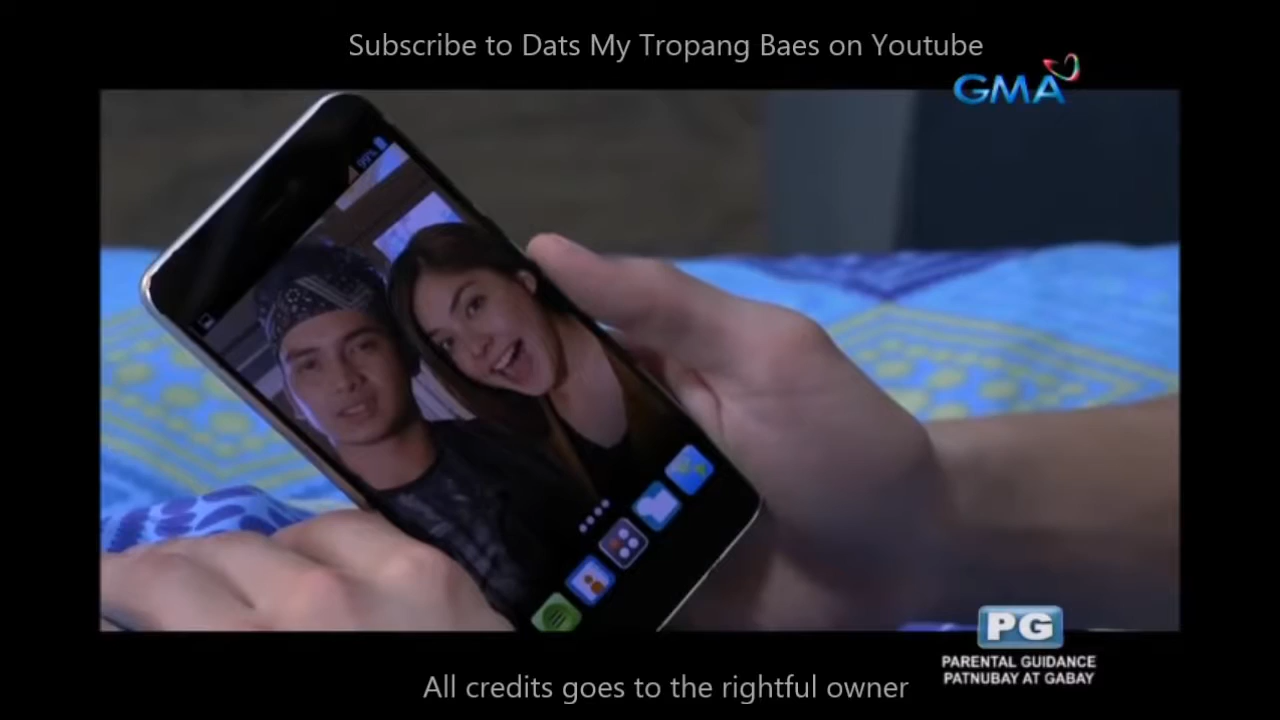 Subscribe to Dats My Tropang Baes on Youtube
GMA
99%
PG
PARENTAL GUIDANCE
PATNUBAY AT GABAY
All credits goes to the rightful owner